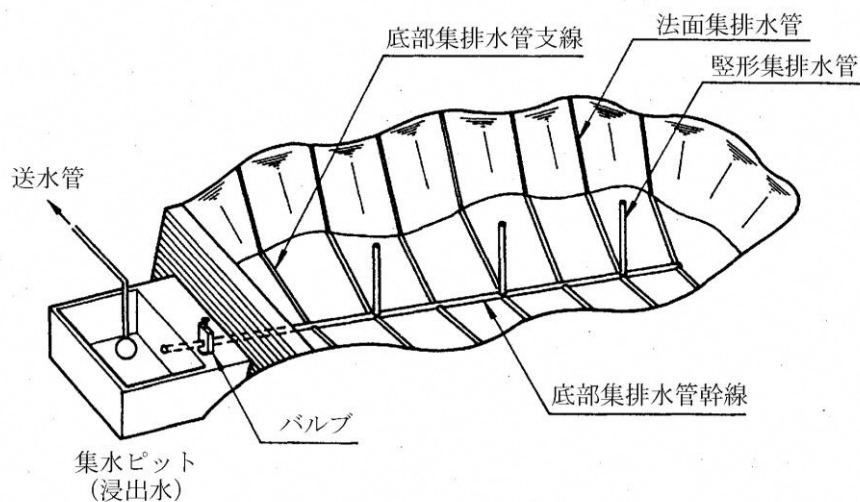 法面集排水管
底部集排水管支線
竪形集排水管
送水管
底部集排水管幹線
バルブ
集水ピット
（浸出水）